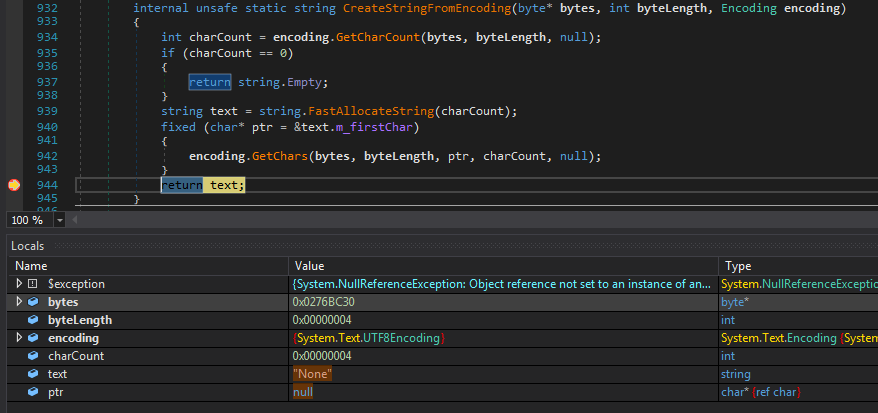 932 internal unsafe static string CreateStringFromEncoding(byte* bytes, int byteLength, Encoding encoding)
933 {
934 int charCount = encoding.GetCharCount(bytes, byteLength, null);
935 if (charCount == 0)
936 {
937 return string.Empty;
938 }
939 string text = string.FastAllocateString(charCount);
940 fixed (char* ptr = &text.m_firstChar)
941 {
942 encoding.GetChars(bytes, byteLength, ptr, charCount, null);
943 }
944 return text;
945 }
946
100 %
Locals
Name Value Type
$exception {System.NullReferenceException: Object reference not set to an instance of an... System.NullReferenceExceptio
bytes 0x0276BC30 byte*
byteLength 0x00000004 int
encoding {System.Text.UTF8Encoding} System.Text.Encoding {System
charCount 0x00000004 int
text "None" string
ptr null char* {ref char}